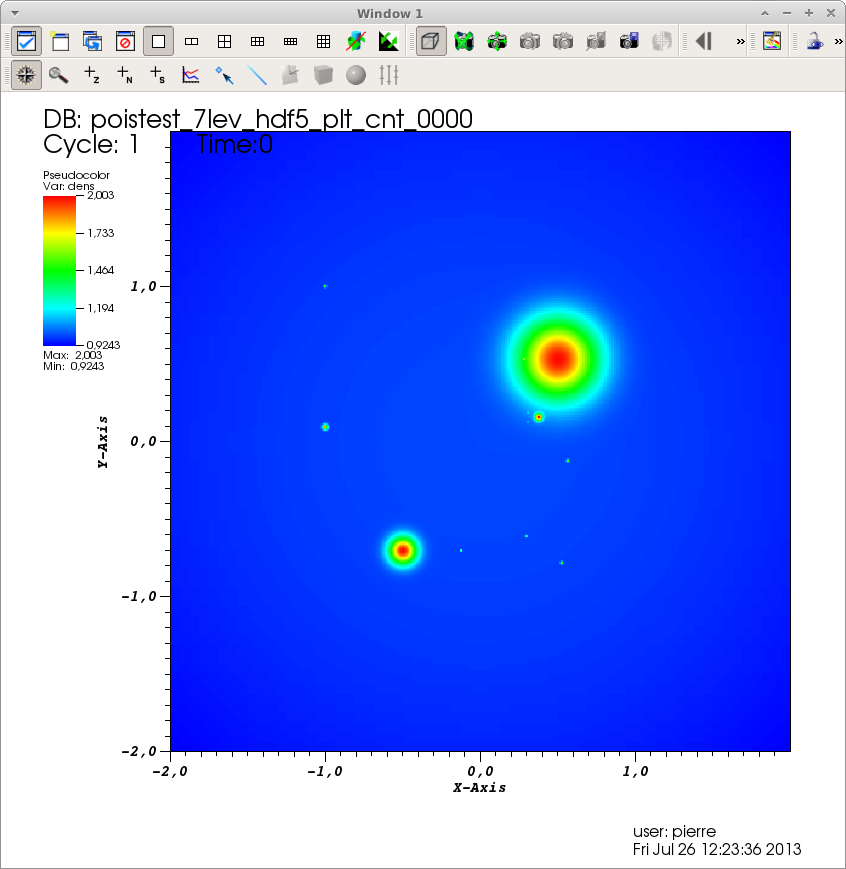 Window 1
»
»
+z
+N
+s
DB: poistest_7lev_hdf5_plt_cnt_0000
Cycle: 1 Time:0
Pseudocolor
Var: dens
2,003
1,733
1,464
1,194
0,9243
Max: 2,003
Min: 0,9243
1,0
0,0
-1,0
-2,0
Y-Axis
-2,0 -1,0 0,0 1,0
X-Axis
user: pierre
Fri Jul 26 12:23:36 2013